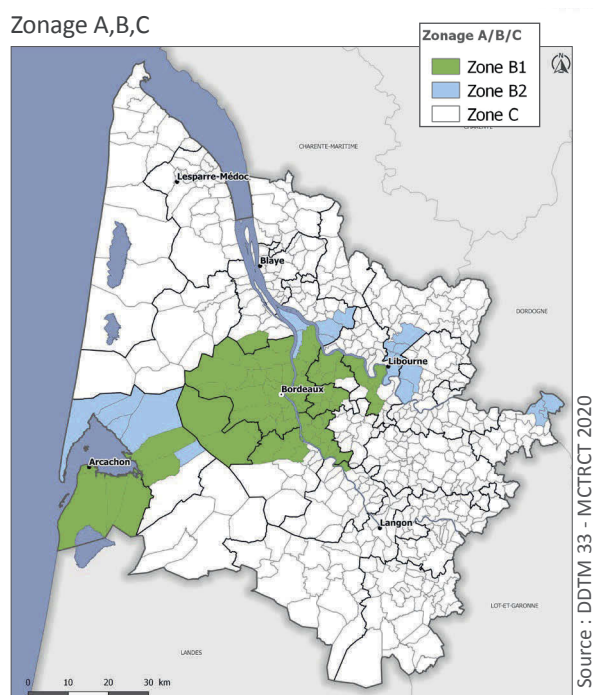 Zonage A,B,C
Zonage A/B/C
Zone B1
Zone B2
Zone C
N
CHARENTE
CHARENTE-MARITIME
Lesparre-Médoc
Blaye
DORDOGNE
Libourne
Bordeaux
Arcachon
Langon
LOT-ET-GARONNE
LANDES
0 10 20 30 km
Source : DDTM 33 - MCTRCT 2020